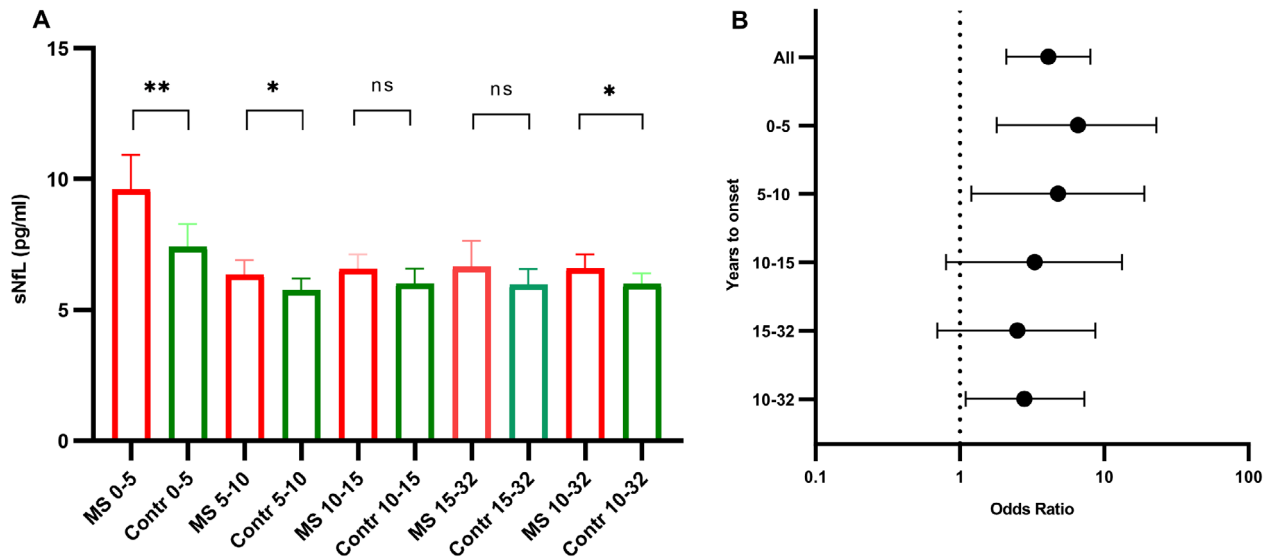 A
sNfL (pg/ml)
15
10
5
0
** * ns ns *
MS 0-5
Contr 0-5
MS 5-10
Contr 5-10
MS 10-15
Contr 10-15
MS 15-32
Contr 15-32
MS 10-32
Contr 10-32
B
Years to onset
All
0-5
5-10
10-15
15-32
10-32
0.1 1 10 100
Odds Ratio